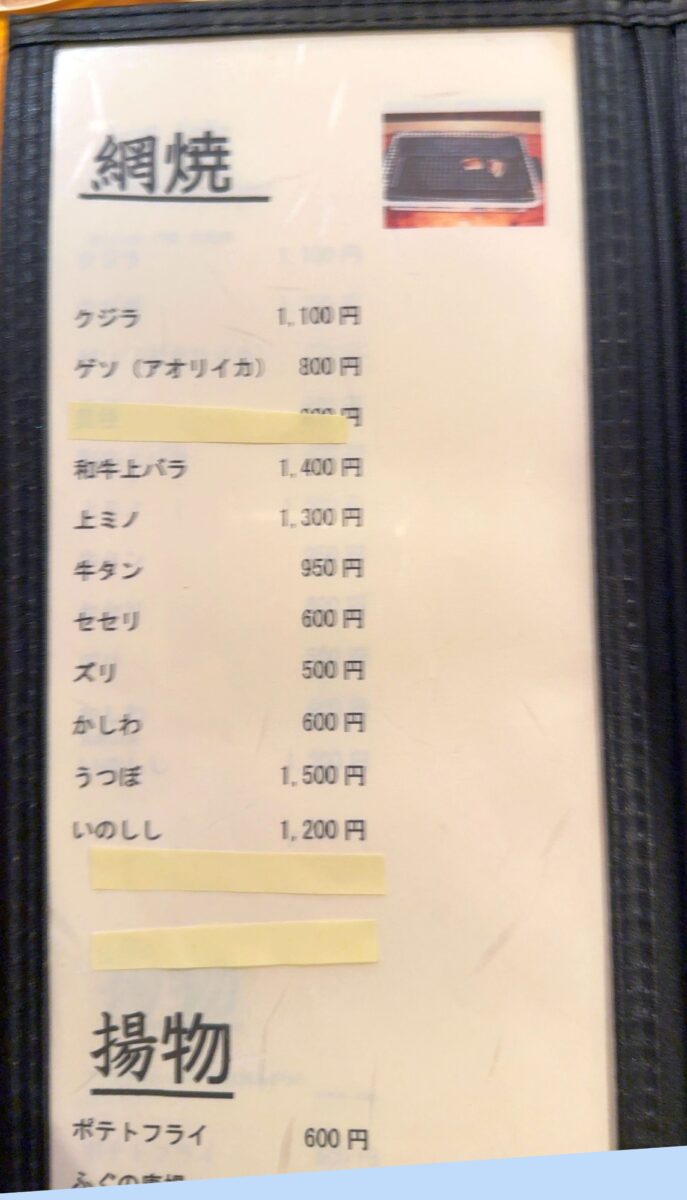 網焼
クジラ 1,100円
ゲソ(アオリイカ) 800円
円
和牛上バラ 1,400円
上ミノ 1,300円
牛タン 950円
セセリ 600円
ズリ 500円
かしわ 600円
うつぼ 1,500円
いのしし 1,200円
揚物
ポテトフライ 600円